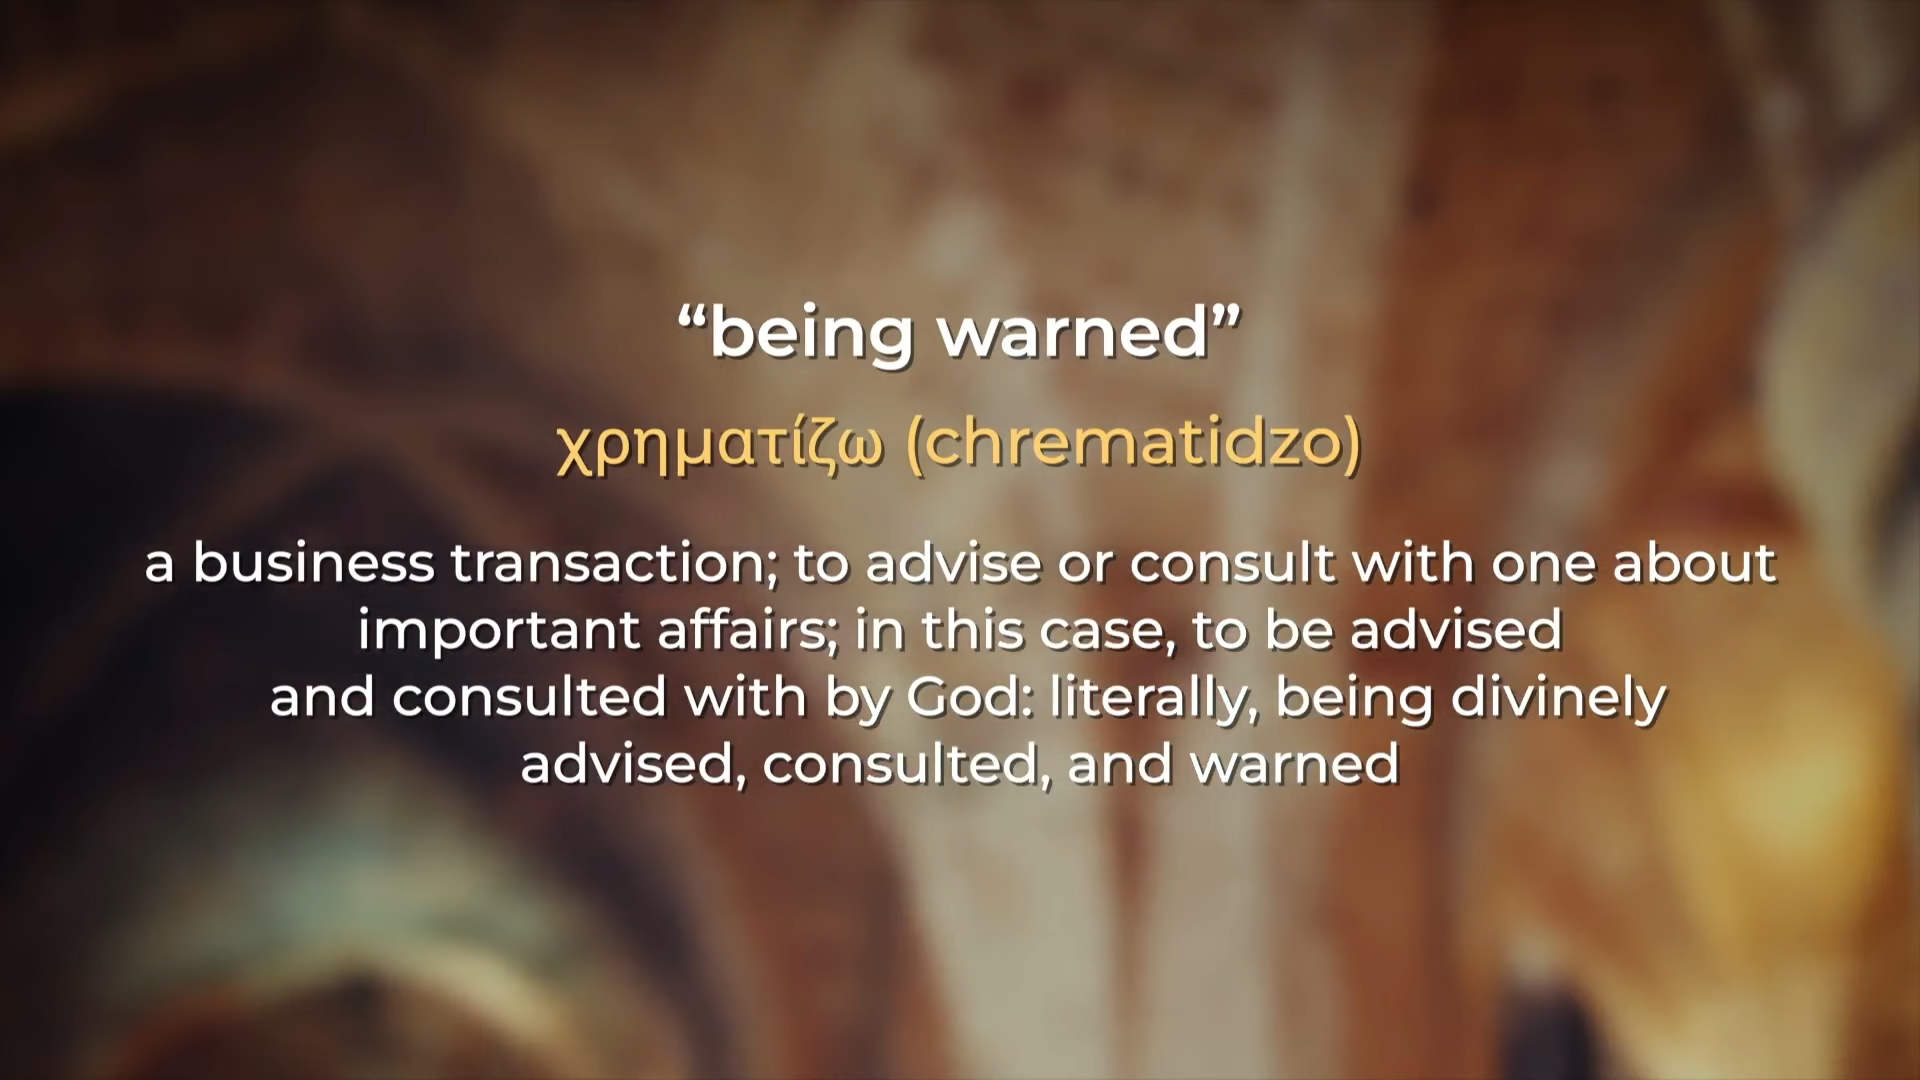 “being warned”
χρηματίζω (chrematidzo)
a business transaction; to advise or consult with one about
important affairs; in this case, to be advised
and consulted with by God: literally, being divinely
advised, consulted, and warned